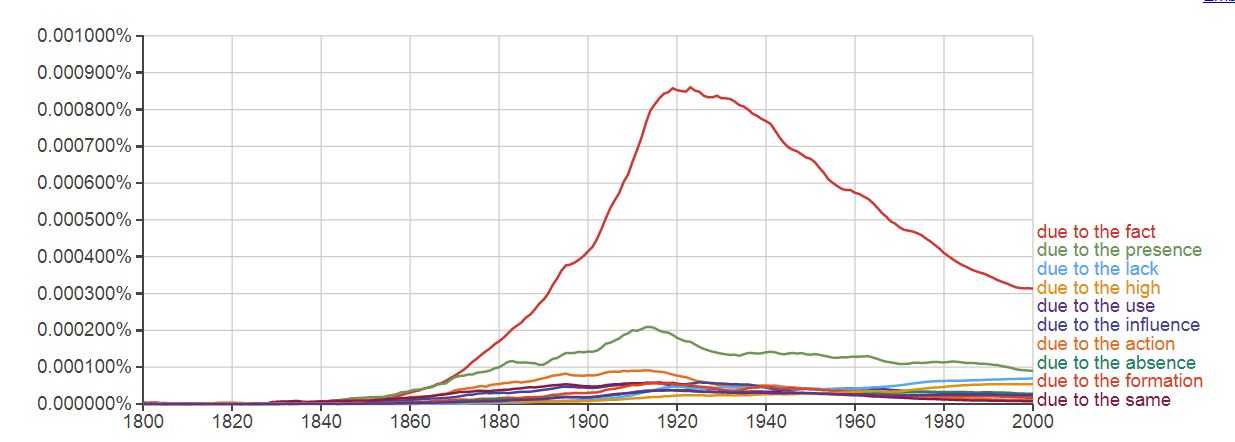 0.001000%
0.000900%
0.000800%
0.000700%
0.000600%
0.000500%
0.000400%
0.000300%
0.000200%
0.000100%
0.00000%
1800 1820 1840 1860 1880 1900 1920 1940 1960 1980 2000
due to the fact
due to the presence
due to the lack
due to the high
due to the use
due to the influence
due to the action
due to the absence
due to the formation
due to the same